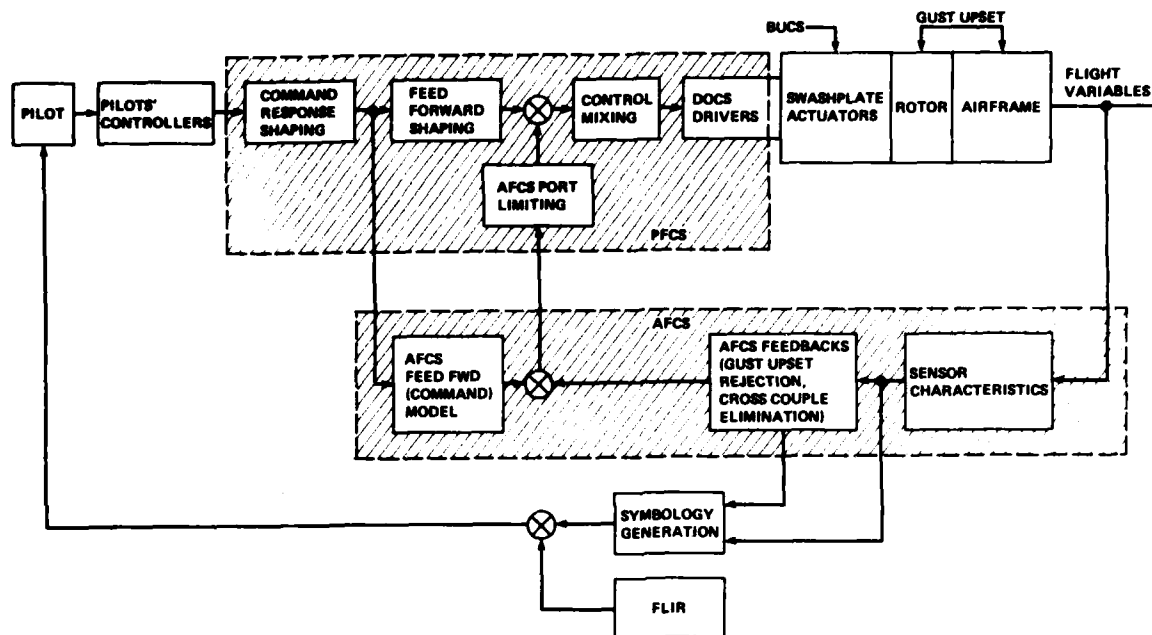 GUST UPSET
BUCS
FLIGHT
VARIABLES
PILOT
PILOTS'
CONTROLLERS
COMMAND
RESPONSE
SHAPING
FEED
FORWARD
SHAPING
CONTROL
MIXING
DOCS
DRIVERS
SWASHPLATE
ACTUATORS
ROTOR
AIRFRAME
AFCS PORT
LIMITING
PFCS
AFCS
AFCS
FEED FWD
(COMMAND)
MODEL
AFCS FEEDBACKS
(GUST UPSET
REJECTION,
CROSS COUPLE
ELIMINATION)
SENSOR
CHARACTERISTICS
SYMBOLOGY
GENERATION
FLIR